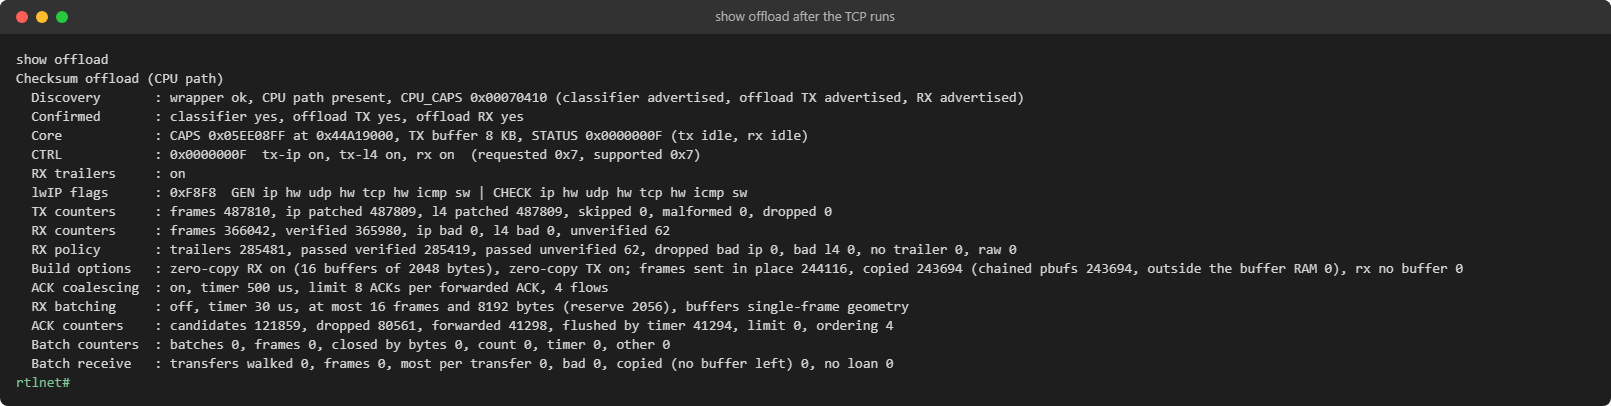 show offload after the TCP runs
show offload
Checksum offload (CPU path)
  Discovery       : wrapper ok, CPU path present, CPU_CAPS 0x00070410 (classifier advertised, offload TX advertised, RX advertised)
  Confirmed       : classifier yes, offload TX yes, offload RX yes
  Core            : CAPS 0x05EE08FF at 0x44A19000, TX buffer 8 KB, STATUS 0x0000000F (tx idle, rx idle)
  CTRL            : 0x0000000F  tx-ip on, tx-l4 on, rx on  (requested 0x7, supported 0x7)
  RX trailers     : on
  lwIP flags      : 0xF8F8  GEN ip hw udp hw tcp hw icmp sw | CHECK ip hw udp hw tcp hw icmp sw
  TX counters     : frames 487810, ip patched 487809, l4 patched 487809, skipped 0, malformed 0, dropped 0
  RX counters     : frames 366042, verified 365980, ip bad 0, l4 bad 0, unverified 62
  RX policy       : trailers 285481, passed verified 285419, passed unverified 62, dropped bad ip 0, bad l4 0, no trailer 0, raw 0
  Build options   : zero-copy RX on (16 buffers of 2048 bytes), zero-copy TX on; frames sent in place 244116, copied 243694 (chained pbufs 243694, outside the buffer RAM 0), rx no buffer 0
  ACK coalescing  : on, timer 500 us, limit 8 ACKs per forwarded ACK, 4 flows
  RX batching     : off, timer 30 us, at most 16 frames and 8192 bytes (reserve 2056), buffers single-frame geometry
  ACK counters    : candidates 121859, dropped 80561, forwarded 41298, flushed by timer 41294, limit 0, ordering 4
  Batch counters  : batches 0, frames 0, closed by bytes 0, count 0, timer 0, other 0
  Batch receive   : transfers walked 0, frames 0, most per transfer 0, bad 0, copied (no buffer left) 0, no loan 0
rtlnet#